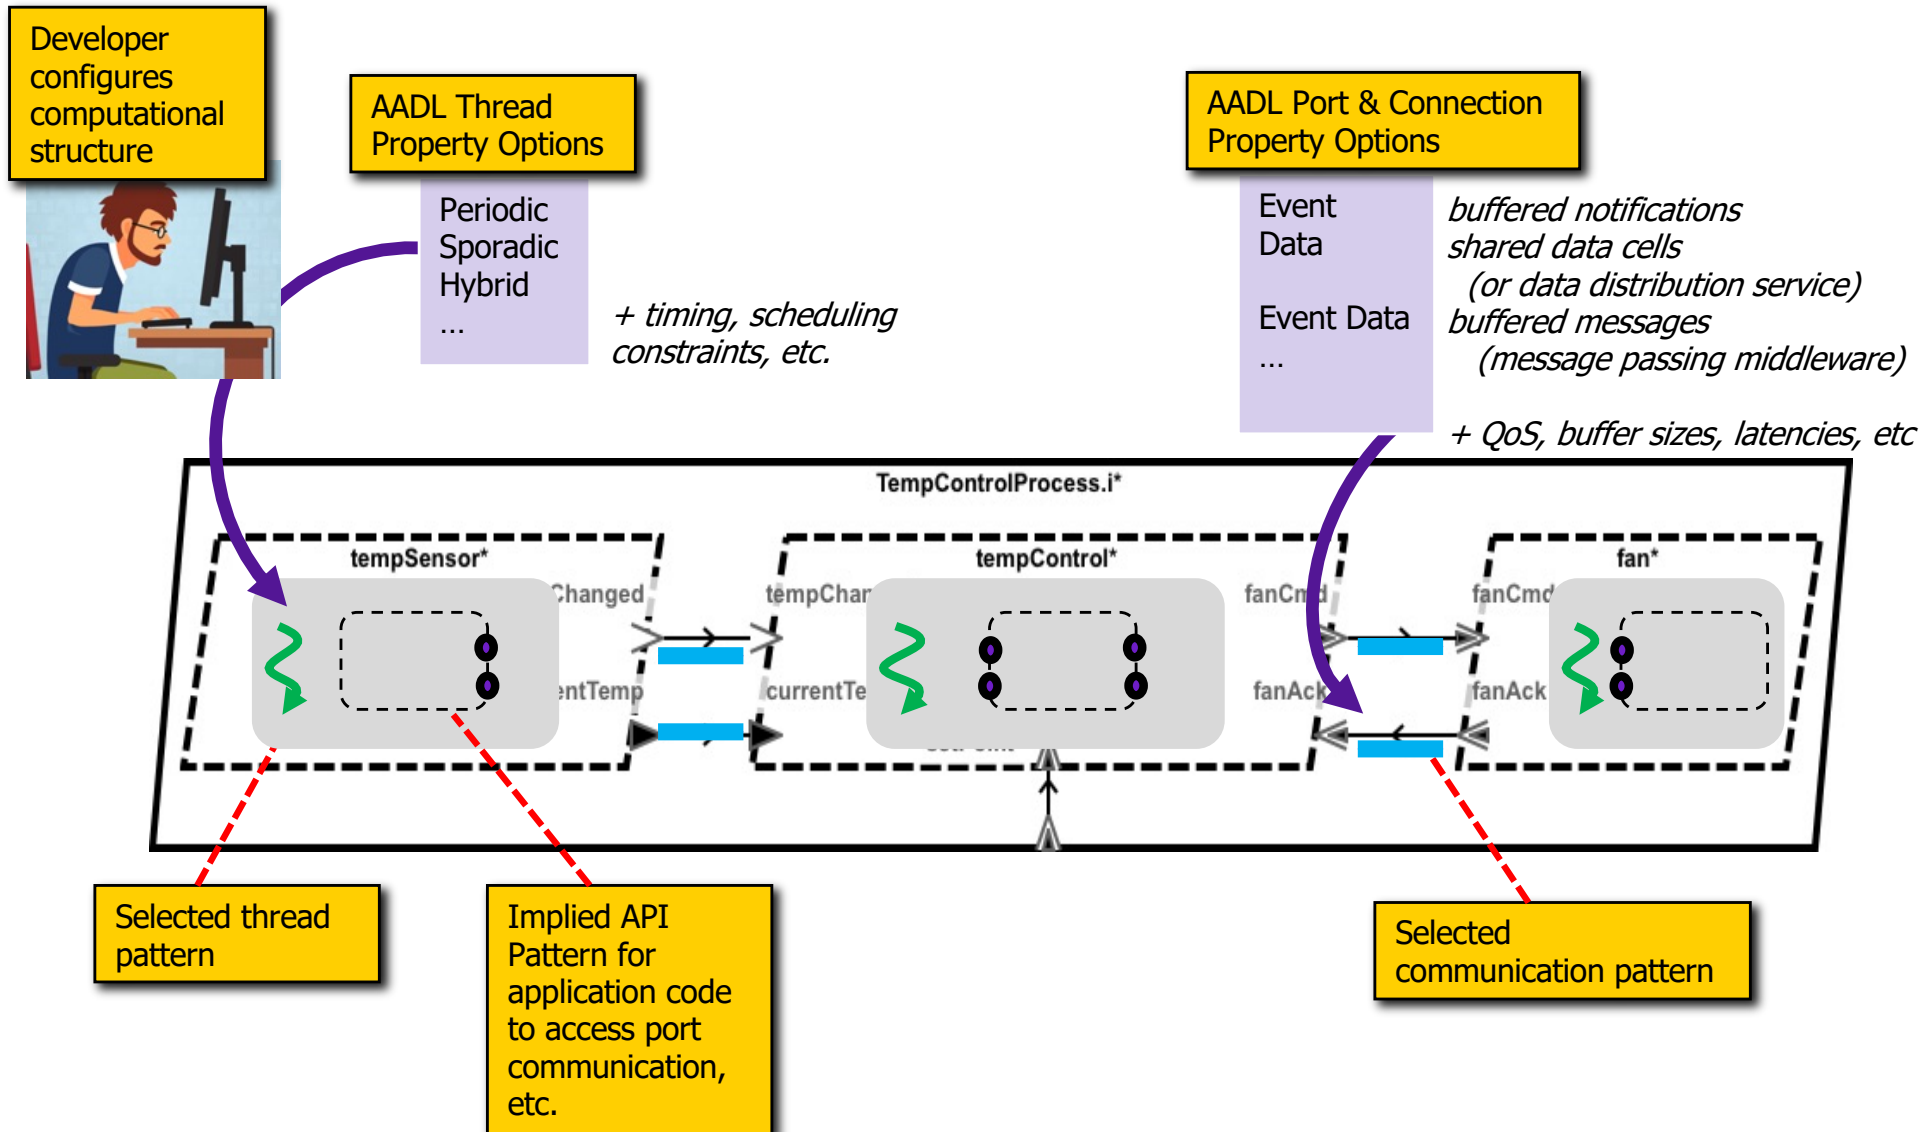 Developer
configures
computational
structure
AADL Thread
Property Options
AADL Port & Connection
Property Options
Periodic
Sporadic
Hybrid
...
+ timing, scheduling
constraints, etc.
Event
Data
Event Data
...
buffered notifications
shared data cells
(or data distribution service)
buffered messages
(message passing middleware)
+ QoS, buffer sizes, latencies, etc
TempControlProcess.i*
tempSensor*
tempControl*
fan*
Changed
tempChan
fanCmd
fanCmd
entTemp
currentTe
fanAck
fanAck
Selected thread
pattern
Implied API
Pattern for
application code
to access port
communication,
etc.
Selected
communication pattern